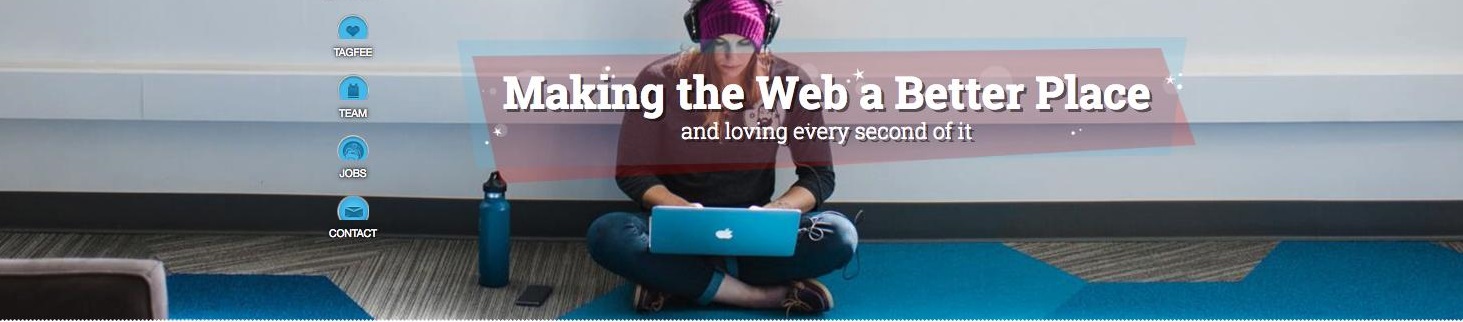 TAGFEE
TEAM
JOBS
CONTACT
Making the Web a Better Place
and loving every second of it